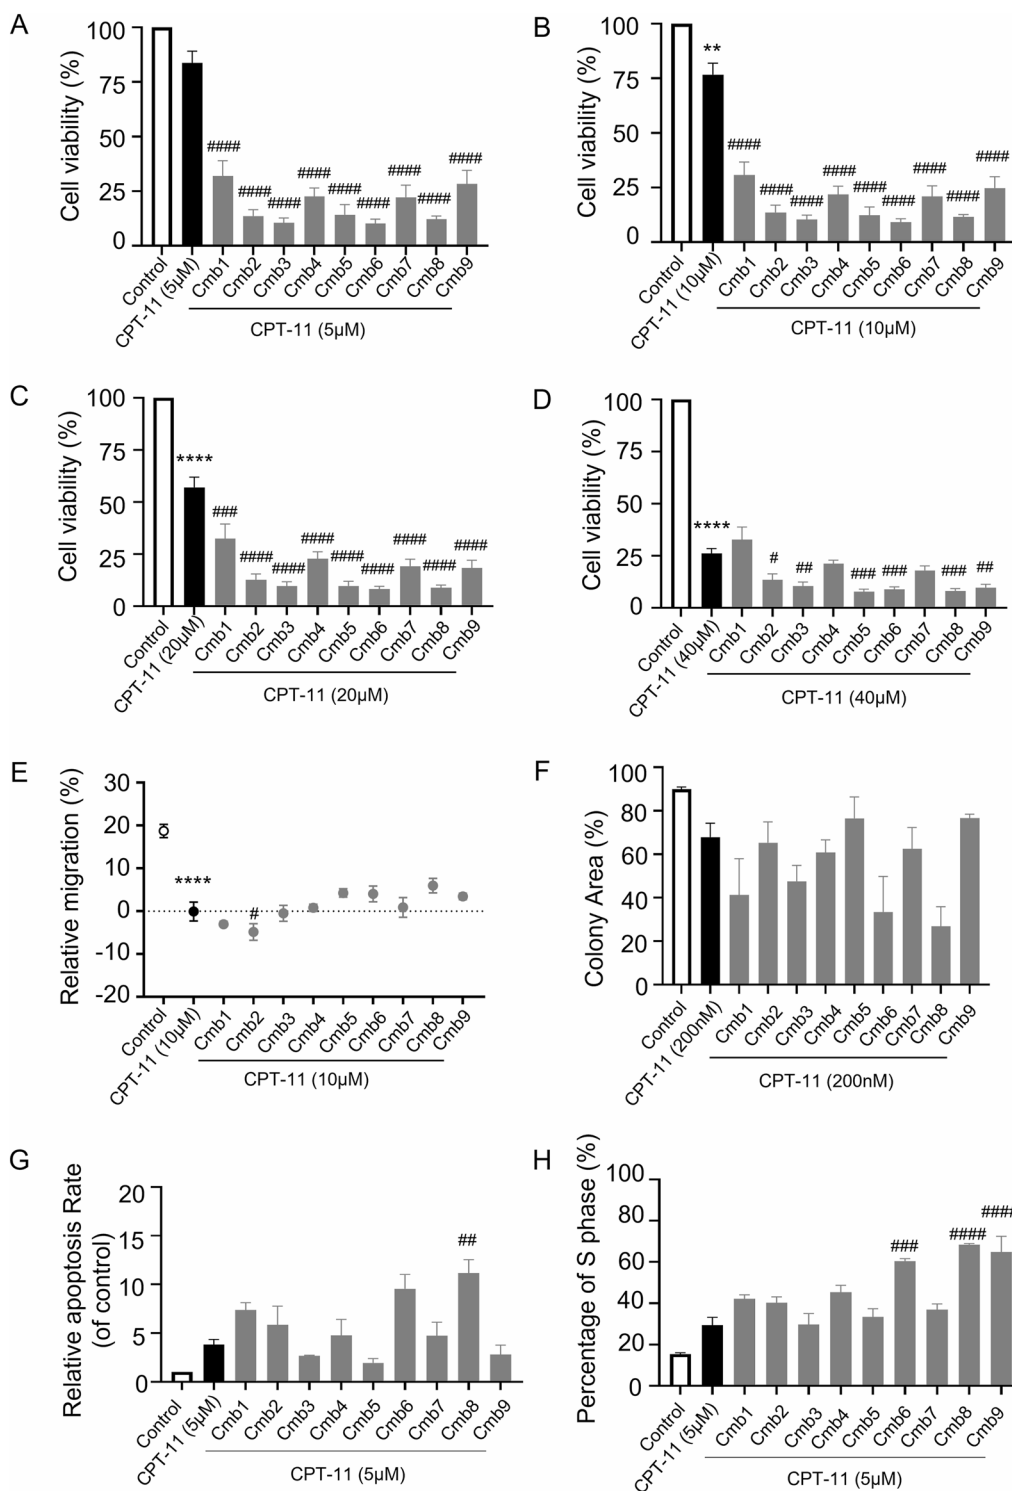 A
Cell viability (%)
100
75
50
25
0
####
####
####
####
####
####
####
####
####
Control
CPT-11 (5µM)
Cmb1
Cmb2
Cmb3
Cmb4
Cmb5
Cmb6
Cmb7
Cmb8
Cmb9
CPT-11 (5µM)
B
Cell viability (%)
100
75
50
25
0
**
####
####
####
####
####
####
####
####
####
Control
CPT-11 (10µM)
Cmb1
Cmb2
Cmb3
Cmb4
Cmb5
Cmb6
Cmb7
Cmb8
Cmb9
CPT-11 (10µM)
C
Cell viability (%)
100
75
50
25
0
****
###
####
####
####
####
####
####
####
####
Control
CPT-11 (20µM)
Cmb1
Cmb2
Cmb3
Cmb4
Cmb5
Cmb6
Cmb7
Cmb8
Cmb9
CPT-11 (20µM)
D
Cell viability (%)
100
75
50
25
0
****
#
##
###
###
###
##
Control
CPT-11 (40µM)
Cmb1
Cmb2
Cmb3
Cmb4
Cmb5
Cmb6
Cmb7
Cmb8
Cmb9
CPT-11 (40µM)
E
Relative migration (%)
30
20
10
0
-10
-20
****
#
Control
CPT-11 (10µM)
Cmb1
Cmb2
Cmb3
Cmb4
Cmb5
Cmb6
Cmb7
Cmb8
Cmb9
CPT-11 (10µM)
F
Colony Area (%)
100
80
60
40
20
0
Control
CPT-11 (200nM)
Cmb1
Cmb2
Cmb3
Cmb4
Cmb5
Cmb6
Cmb7
Cmb8
Cmb9
CPT-11 (200nM)
G
Relative apoptosis Rate
(of control)
20
15
10
5
0
##
Control
CPT-11 (5µM)
Cmb1
Cmb2
Cmb3
Cmb4
Cmb5
Cmb6
Cmb7
Cmb8
Cmb9
CPT-11 (5µM)
H
Percentage of S phase (%)
100
80
60
40
20
0
###
####
####
Control
CPT-11 (5µM)
Cmb1
Cmb2
Cmb3
Cmb4
Cmb5
Cmb6
Cmb7
Cmb8
Cmb9
CPT-11 (5µM)